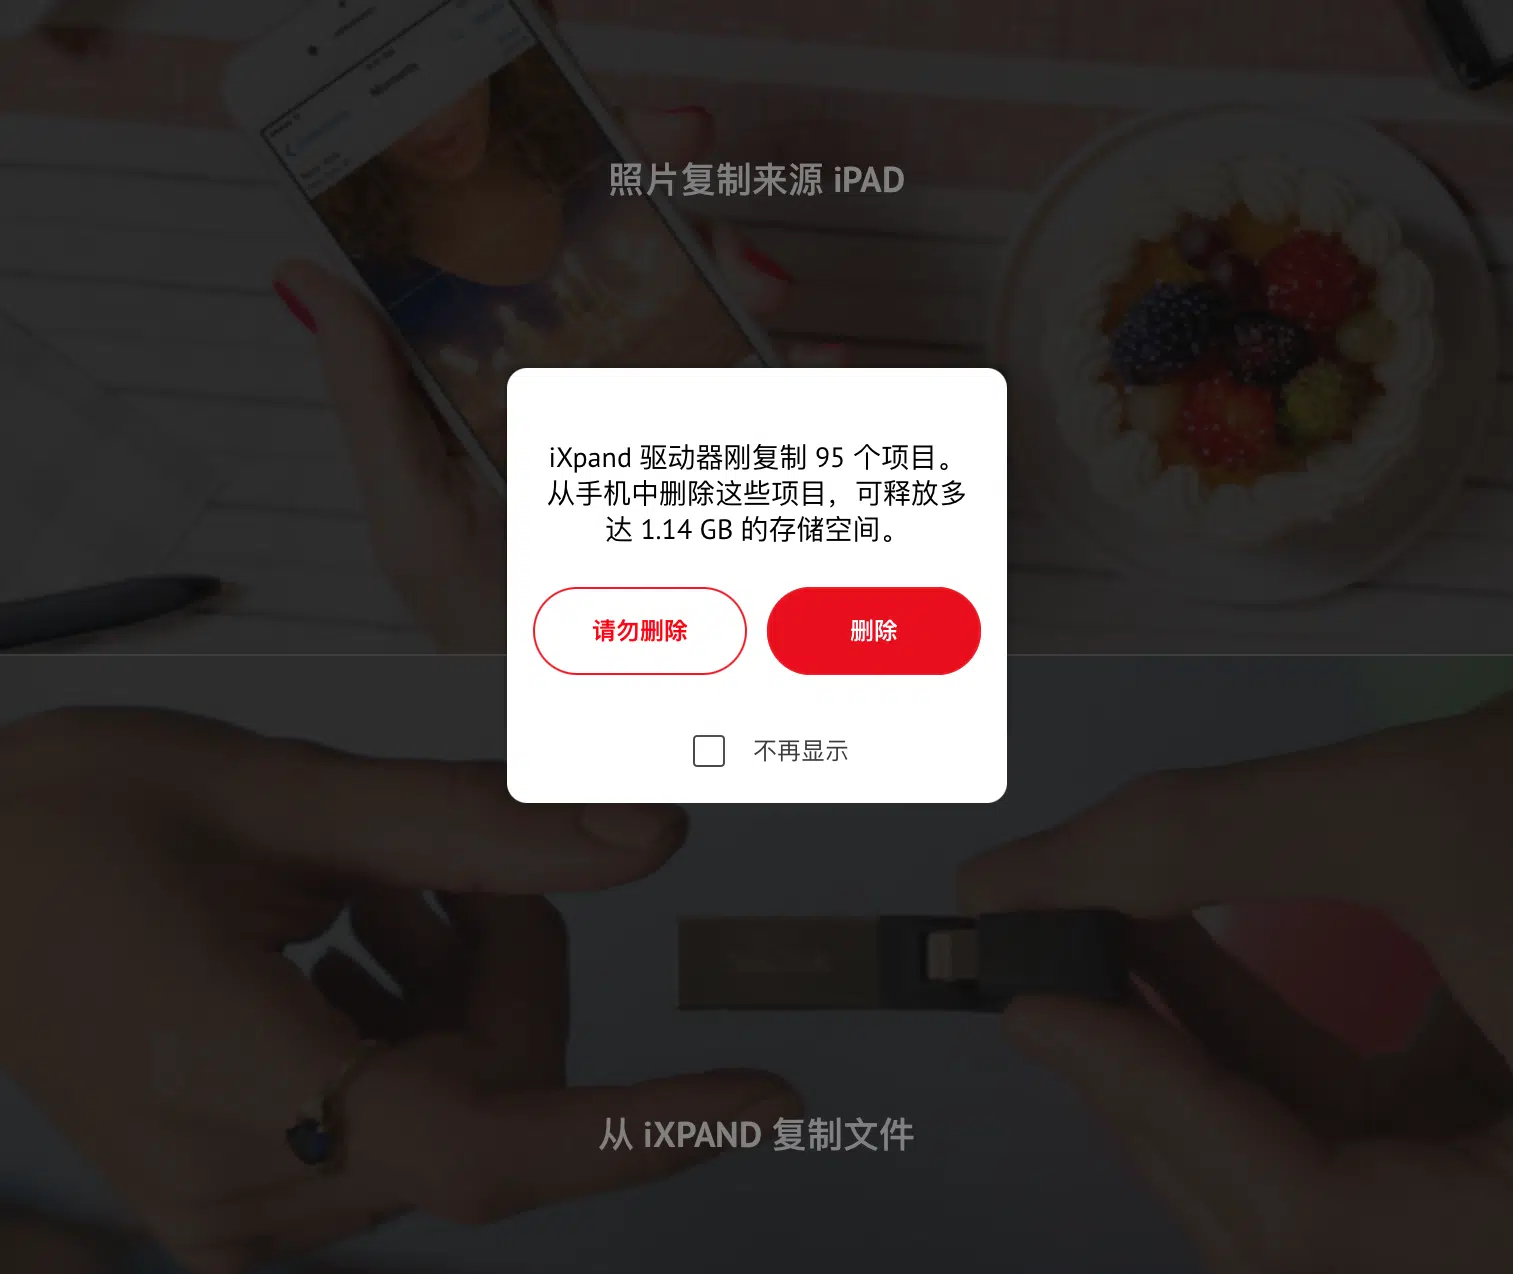 照片复制来源 iPAD
iXpand 驱动器刚复制 95 个项目。
从手机中删除这些项目，可释放多
达 1.14 GB 的存储空间。
请勿删除
删除
不再显示
从 iXPAND 复制文件